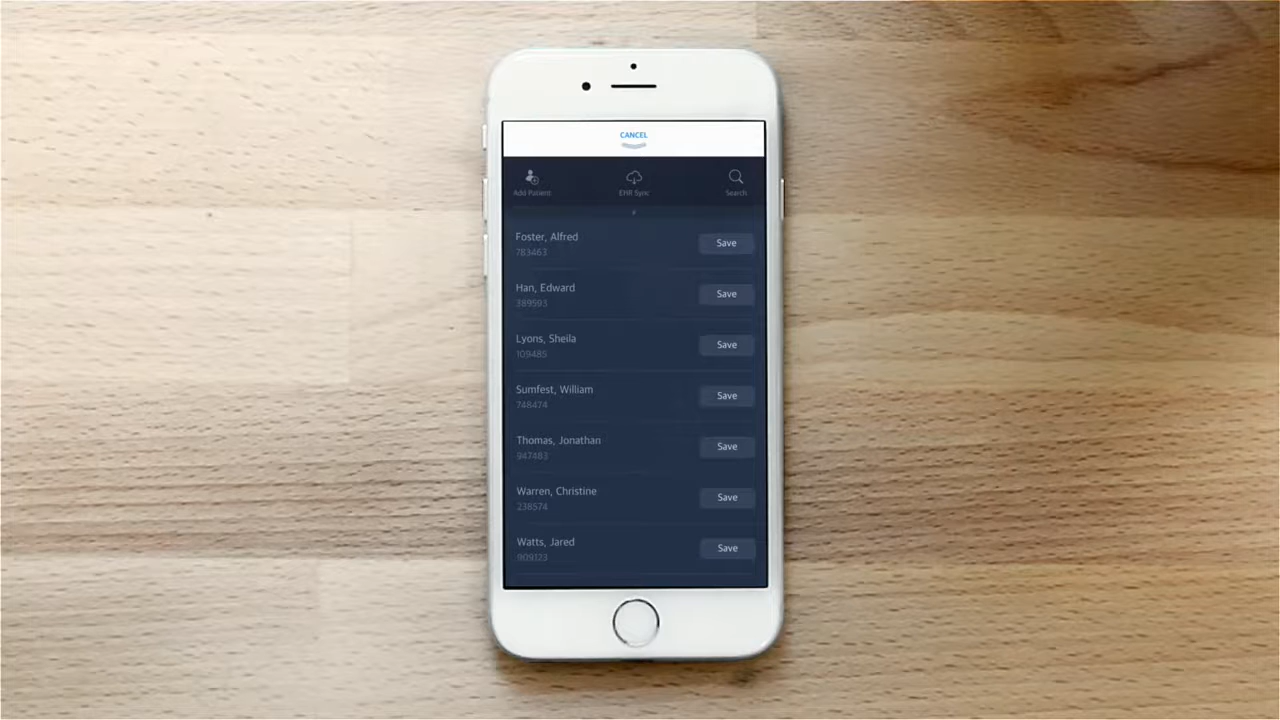 CANCEL
Add Patient
EHR Sync
Search
Foster, Alfred
783463
Save
Han, Edward
389593
Save
Lyons, Sheila
109485
Save
Sumfest, William
748474
Save
Thomas, Jonathan
947483
Save
Warren, Christine
238574
Save
Watts, Jared
909123
Save